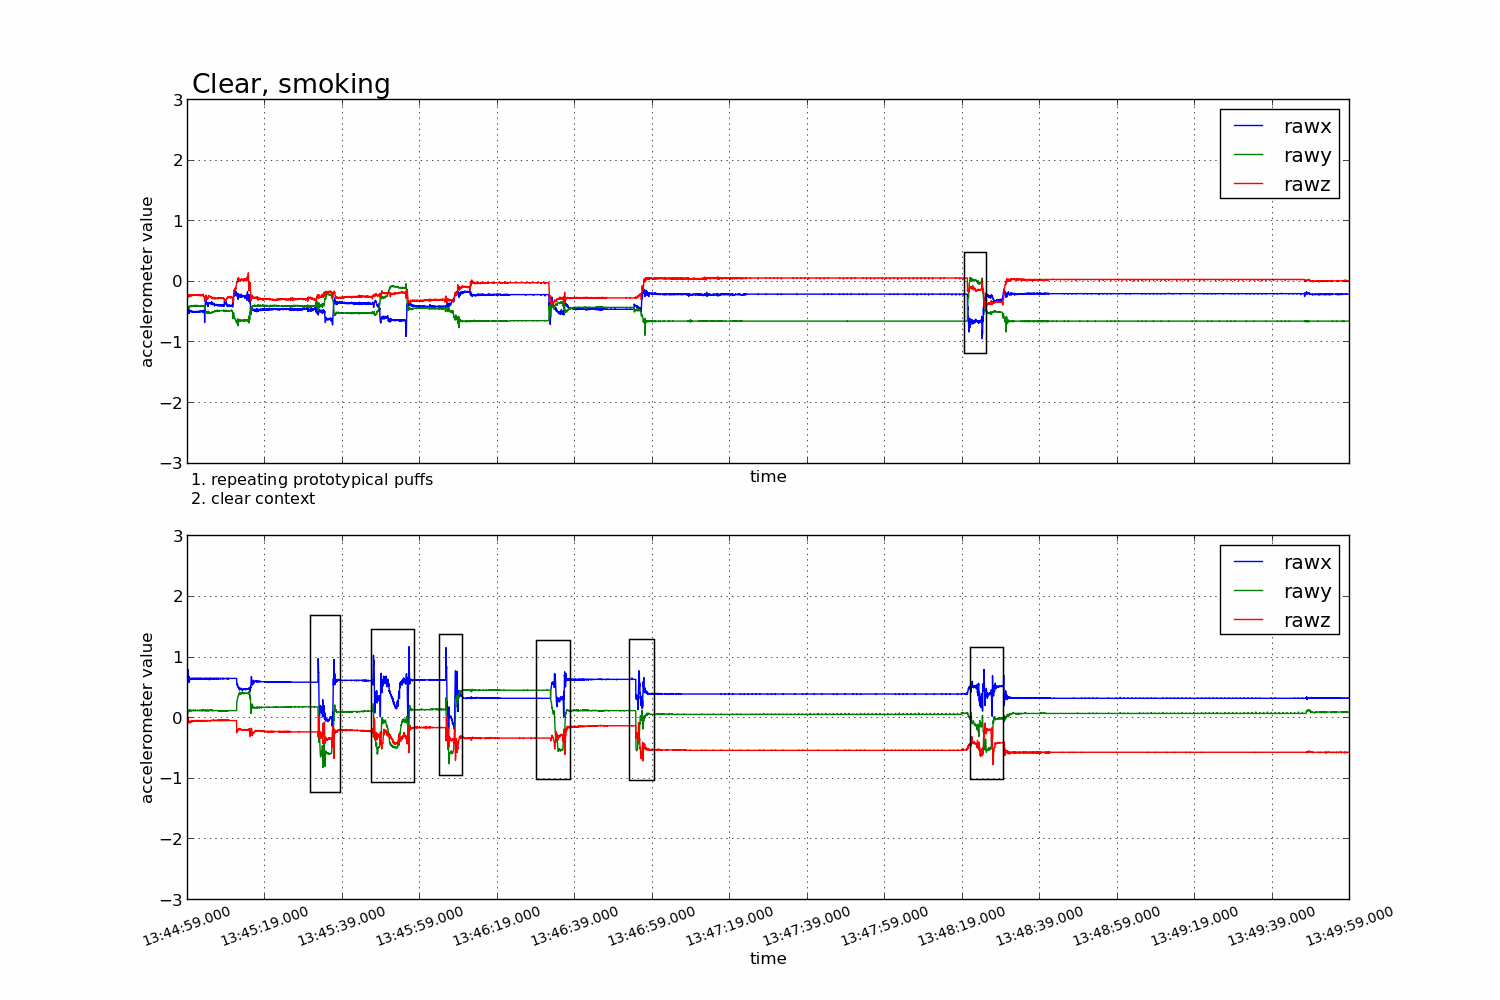 Clear, smoking
3
2
1
0
−1
−2
−3
accelerometer value
rawx
rawy
rawz
time
1. repeating prototypical puffs
2. clear context
3
2
1
0
−1
−2
−3
accelerometer value
rawx
rawy
rawz
13:44:59.000
13:45:19.000
13:45:39.000
13:45:59.000
13:46:19.000
13:46:39.000
13:46:59.000
13:47:19.000
13:47:39.000
13:47:59.000
13:48:19.000
13:48:39.000
13:48:59.000
13:49:19.000
13:49:39.000
13:49:59.000
time